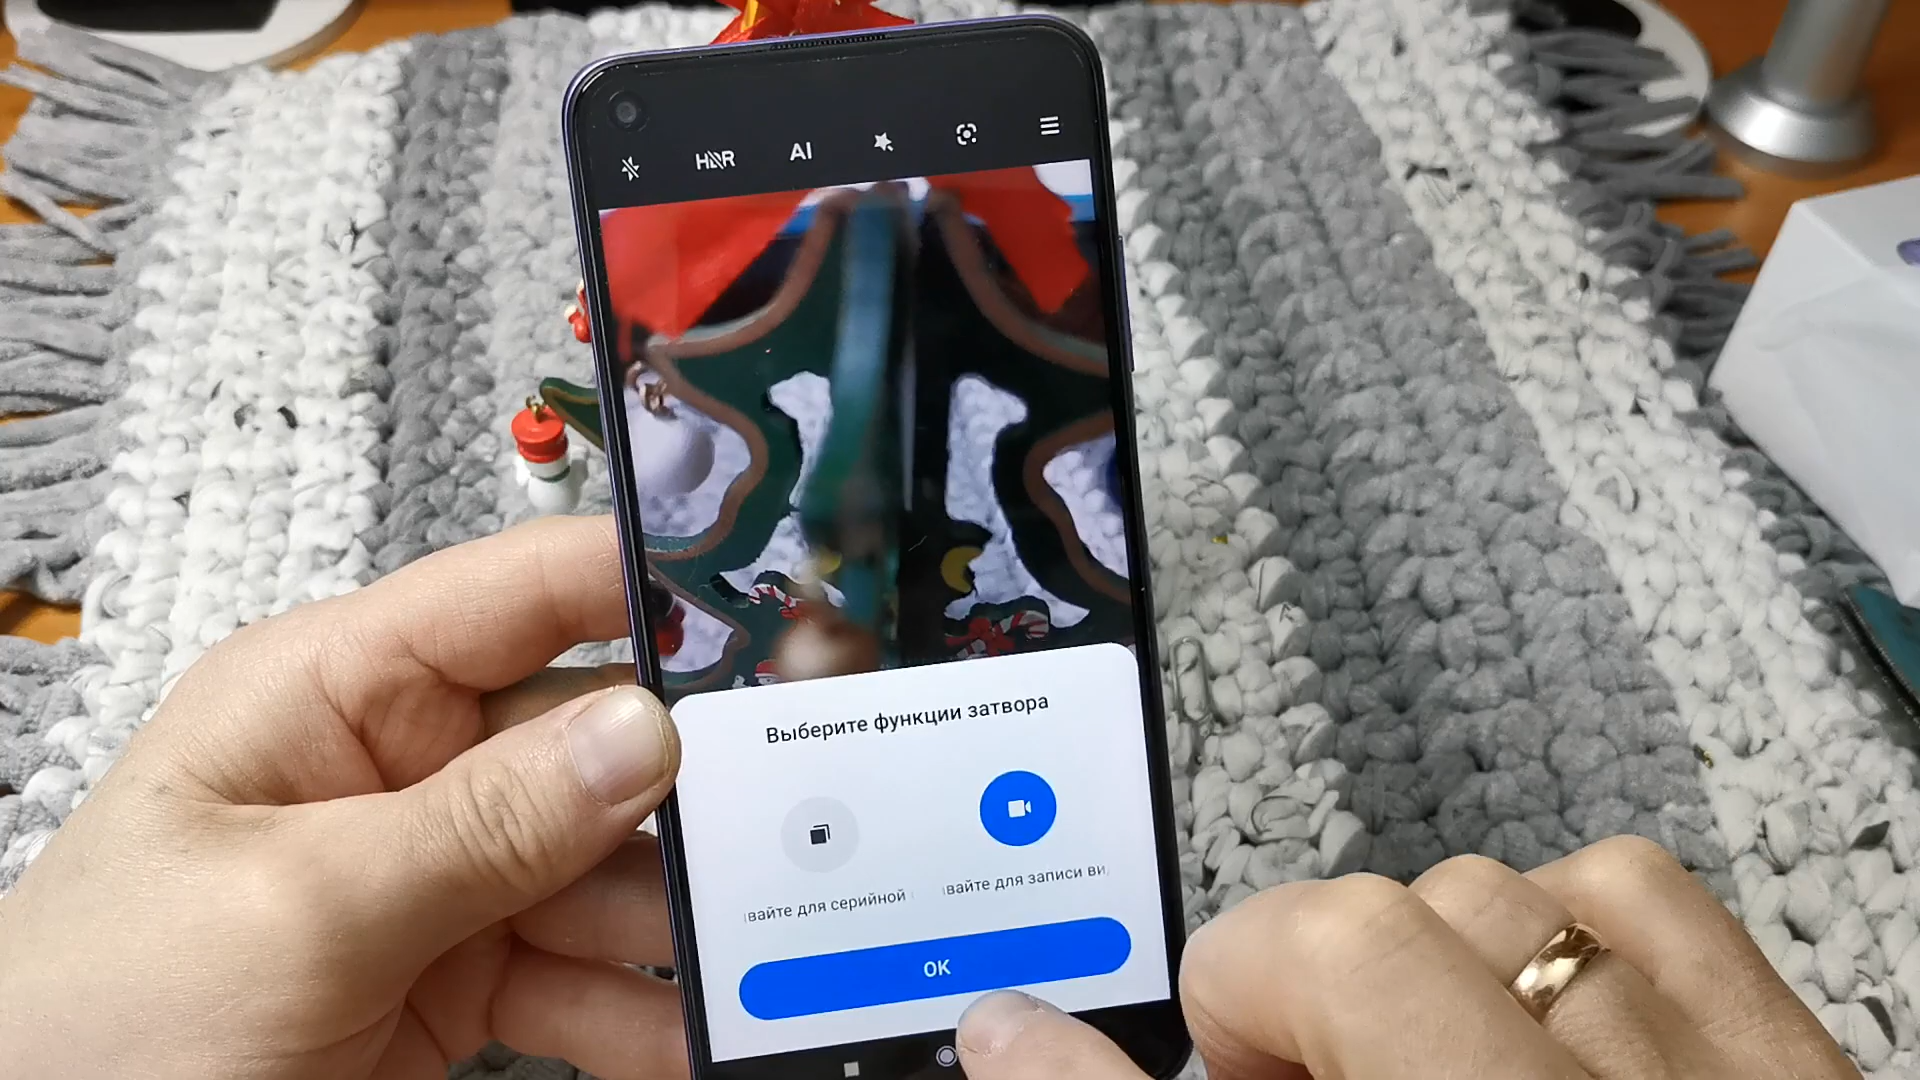 HDR AI
Выберите функции затвора
вайте для серийной
вайте для записи ви
OK